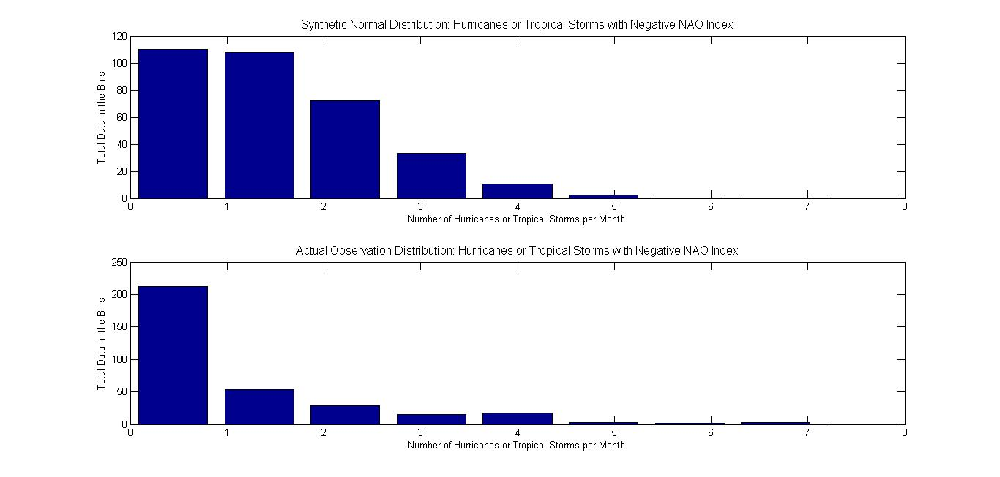 Synthetic Normal Distribution: Hurricanes or Tropical Storms with Negative NAO Index
120
100
80
60
40
20
0
Total Data in the Bins
0 1 2 3 4 5 6 7 8
Number of Hurricanes or Tropical Storms per Month
Actual Observation Distribution: Hurricanes or Tropical Storms with Negative NAO Index
250
200
150
100
50
0
Total Data in the Bins
0 1 2 3 4 5 6 7 8
Number of Hurricanes or Tropical Storms per Month